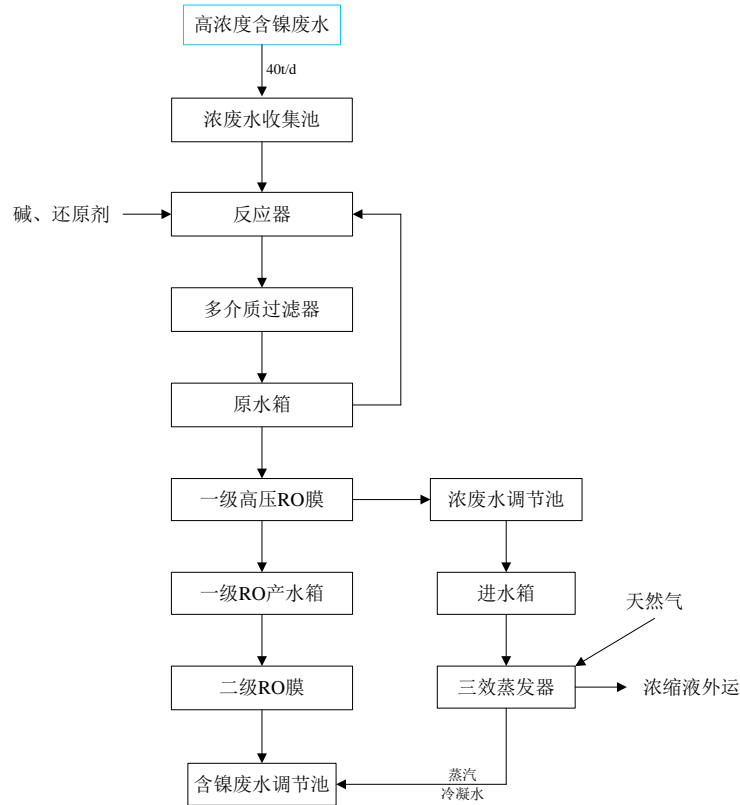 高浓度含镍废水
40t/d
浓废水收集池
碱、还原剂
反应器
多介质过滤器
原水箱
一级高压RO膜
浓废水调节池
一级RO产水箱
进水箱
天然气
二级RO膜
三效蒸发器
浓缩液外运
含镍废水调节池
蒸汽
冷凝水